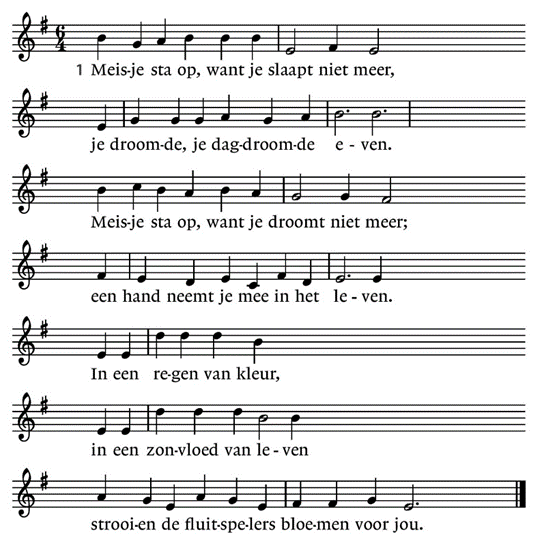 6
4
1 Meis-je sta op, want je slaapt niet meer,
je droom-de, je dag-droom-de e - ven.
Meis-je sta op, want je droomt niet meer;
een hand neemt je mee in het le - ven.
In een re-gen van kleur,
in een zon-vloed van le - ven
strooi-en de fluit-spe-lers bloe-men voor jou.